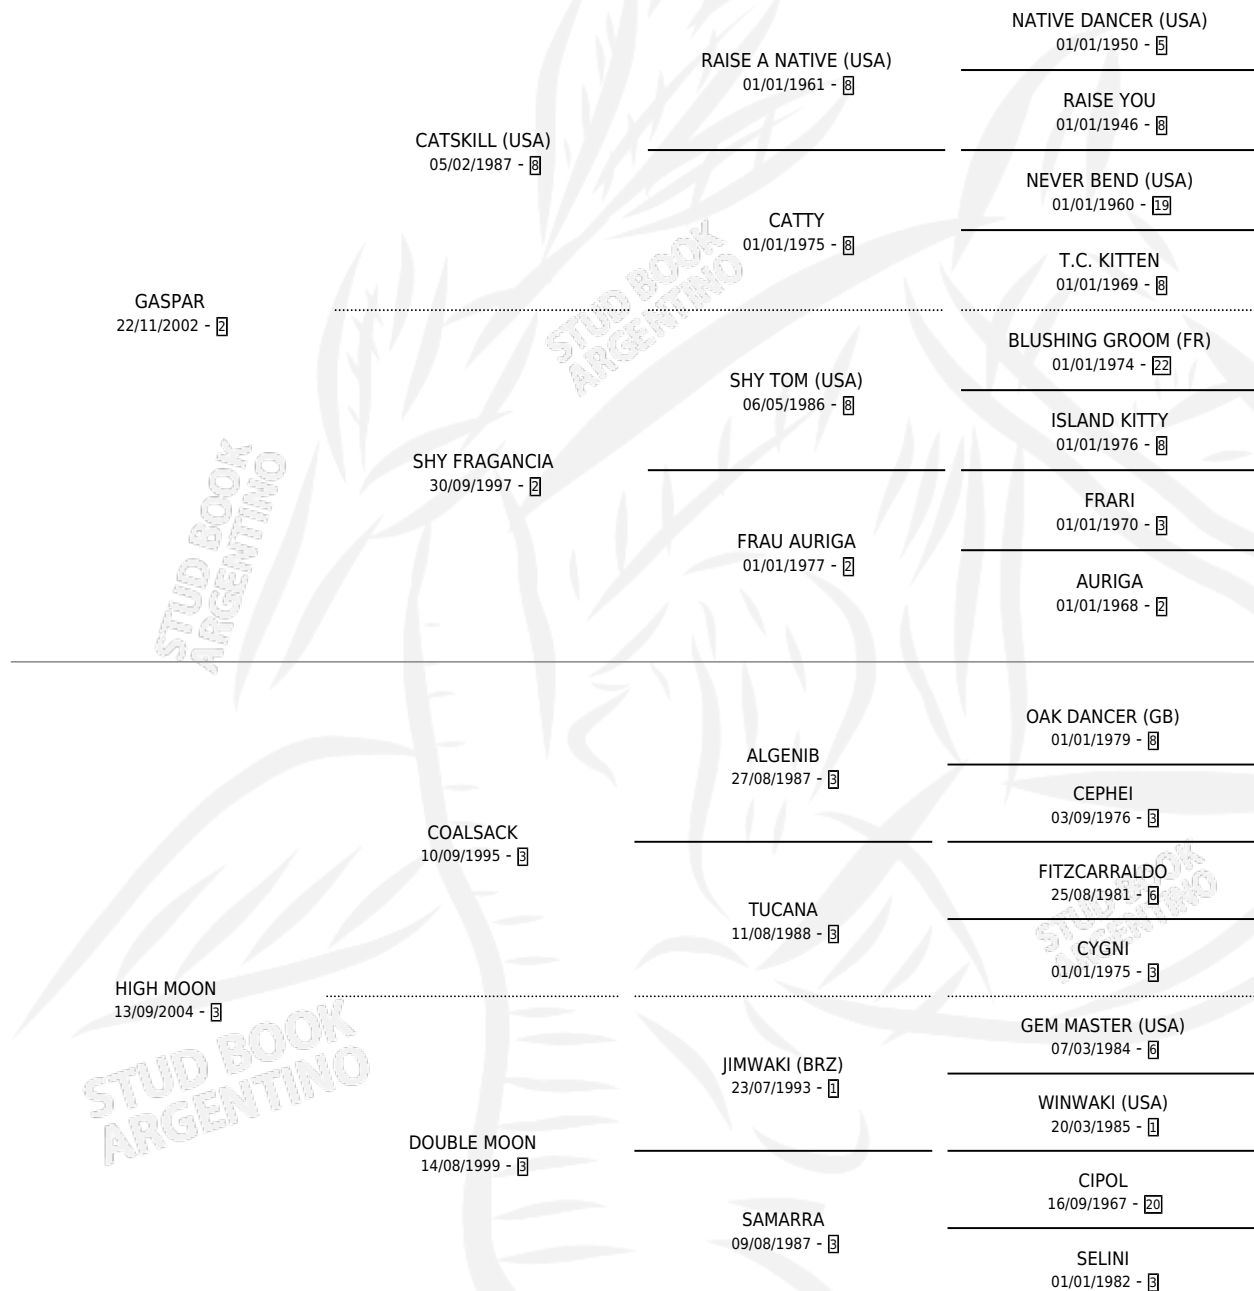 NATIVE DANCER (USA)
01/01/1950 - 5
RAISE A NATIVE (USA)
01/01/1961 - 8
RAISE YOU
01/01/1946 - 8
CATSKILL (USA)
05/02/1987 - 8
NEVER BEND (USA)
01/01/1960 - 19
CATTY
01/01/1975 - 8
T.C. KITTEN
01/01/1969 - 8
GASPAR
22/11/2002 - 2
BLUSHING GROOM (FR)
01/01/1974 - 22
SHY TOM (USA)
06/05/1986 - 8
ISLAND KITTY
01/01/1976 - 8
SHY FRAGANCIA
30/09/1997 - 2
FRARI
01/01/1970 - 3
FRAU AURIGA
01/01/1977 - 2
AURIGA
01/01/1968 - 2
OAK DANCER (GB)
01/01/1979 - 8
ALGENIB
27/08/1987 - 3
CEPHEI
03/09/1976 - 3
COALSACK
10/09/1995 - 3
FITZCARRALDO
25/08/1981 - 6
TUCANA
11/08/1988 - 3
CYGNI
01/01/1975 - 3
HIGH MOON
13/09/2004 - 3
GEM MASTER (USA)
07/03/1984 - 6
JIMWAKI (BRZ)
23/07/1993 - 1
WINWAKI (USA)
20/03/1985 - 1
DOUBLE MOON
14/08/1999 - 3
CIPOL
16/09/1967 - 20
SAMARRA
09/08/1987 - 3
SELINI
01/01/1982 - 3
STUD BOOK
ARGENTINO
STUD BOOK
ARGENTINO
STUD BOOK
ARGENTINO
STUD BOOK
ARGENTINO